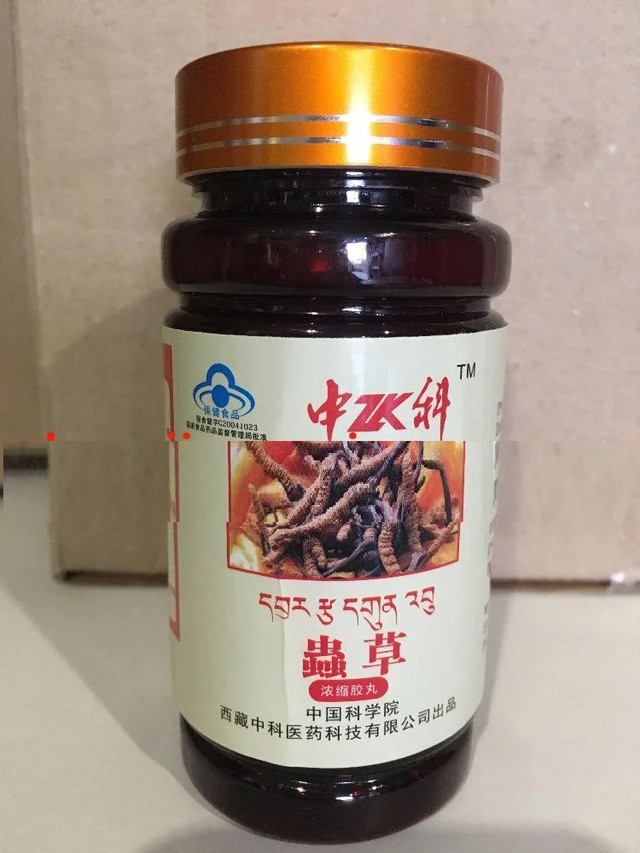 保健食品
保食健字G20041023
国家食品药品监督管理局批准
中ZK科 TM
དབྱར་རྩྭ་དགུན་འབུ
蟲草
浓缩胶丸
中国科学院
西藏中科医药科技有限公司出品